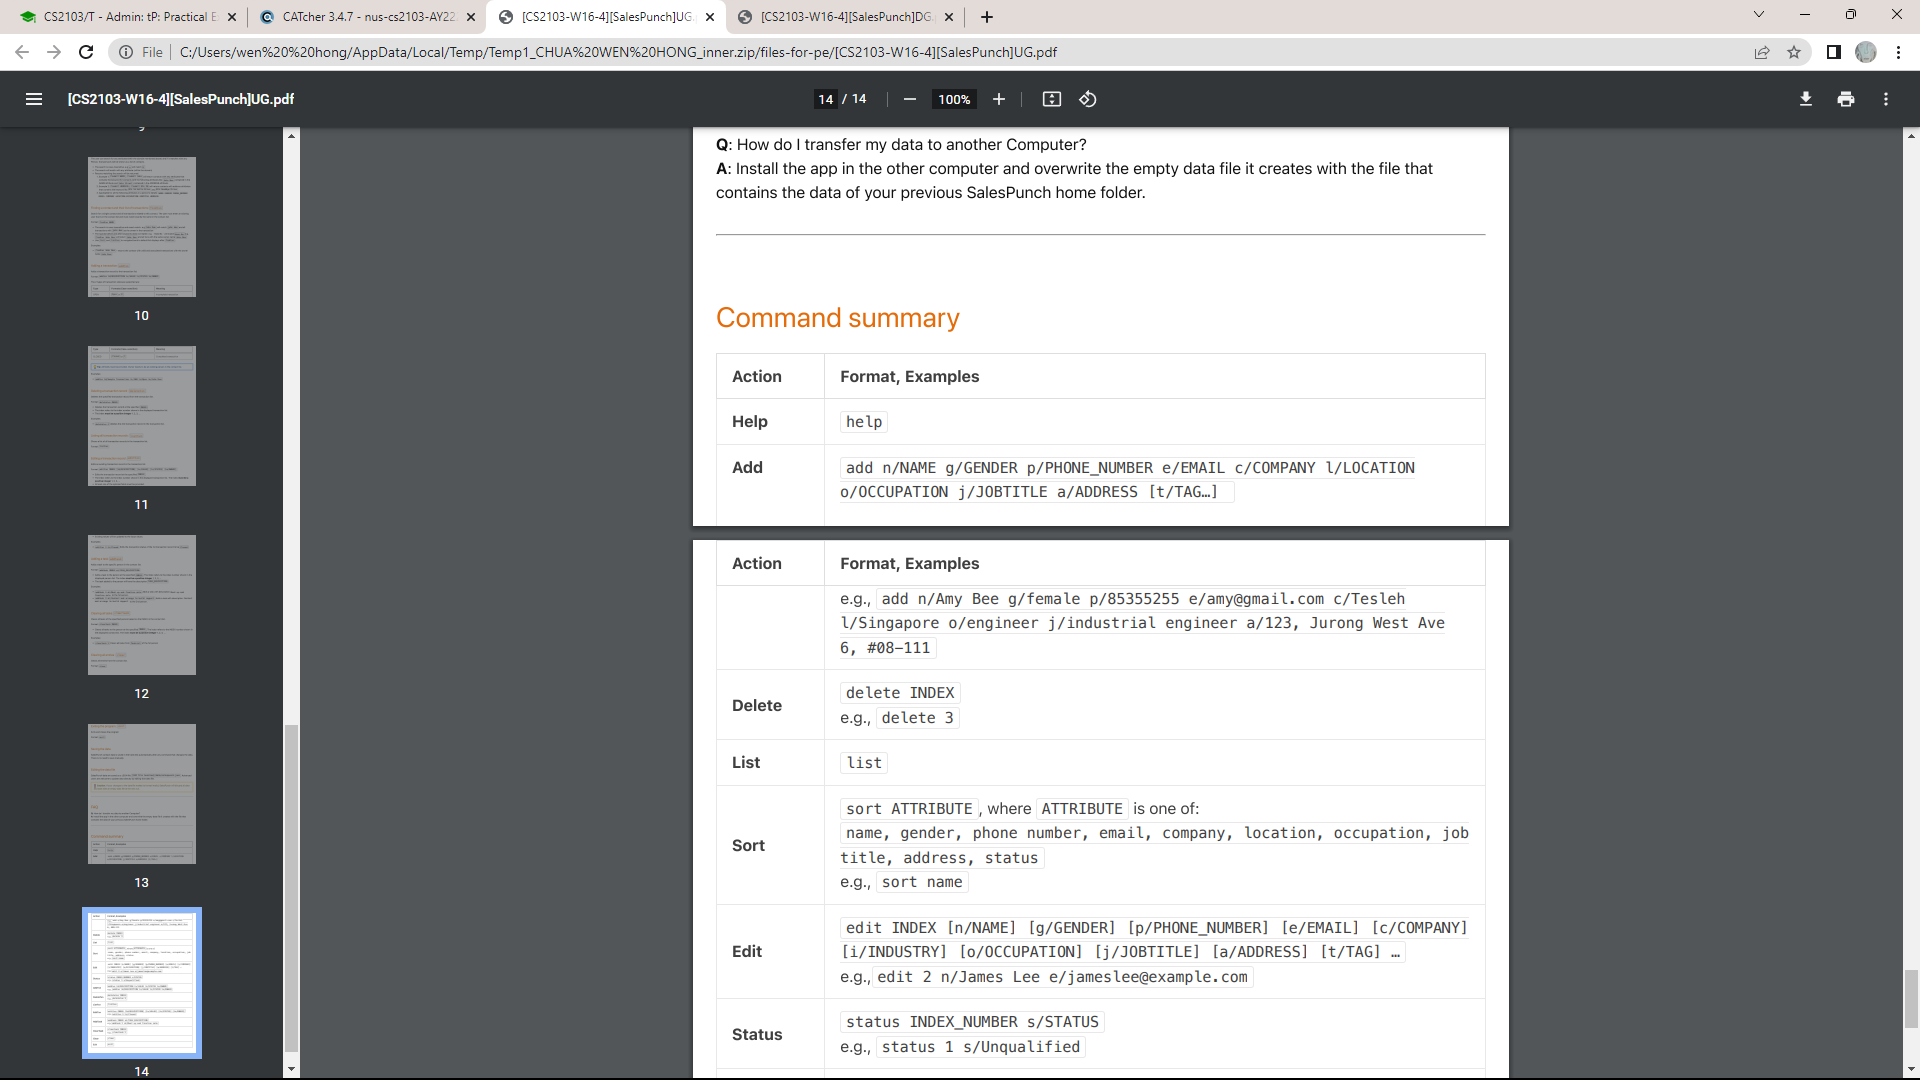 CS2103/T - Admin: tP: Practical E
CATcher 3.4.7 - nus-cs2103-AY22
[CS2103-W16-4][SalesPunch]UG.
[CS2103-W16-4][SalesPunch]DG.
File
C:/Users/wen%20%20hong/AppData/Local/Temp/Temp1_CHUA%20WEN%20HONG_inner.zip/files-for-pe/[CS2103-W16-4][SalesPunch]UG.pdf
[CS2103-W16-4][SalesPunch]UG.pdf
14 / 14
100%
10
11
12
13
14
Q: How do I transfer my data to another Computer?
A: Install the app in the other computer and overwrite the empty data file it creates with the file that
contains the data of your previous SalesPunch home folder.
Command summary
Action Format, Examples
Help help
Add add n/NAME g/GENDER p/PHONE_NUMBER e/EMAIL c/COMPANY l/LOCATION
o/OCCUPATION j/JOBTITLE a/ADDRESS [t/TAG…]
Action Format, Examples
e.g., add n/Amy Bee g/female p/85355255 e/amy@gmail.com c/Tesleh
l/Singapore o/engineer j/industrial engineer a/123, Jurong West Ave
6, #08-111
Delete delete INDEX
e.g., delete 3
List list
Sort sort ATTRIBUTE , where ATTRIBUTE is one of:
name, gender, phone number, email, company, location, occupation, job
title, address, status
e.g., sort name
Edit edit INDEX [n/NAME] [g/GENDER] [p/PHONE_NUMBER] [e/EMAIL] [c/COMPANY]
[i/INDUSTRY] [o/OCCUPATION] [j/JOBTITLE] [a/ADDRESS] [t/TAG] …
e.g., edit 2 n/James Lee e/jameslee@example.com
Status status INDEX_NUMBER s/STATUS
e.g., status 1 s/Unqualified